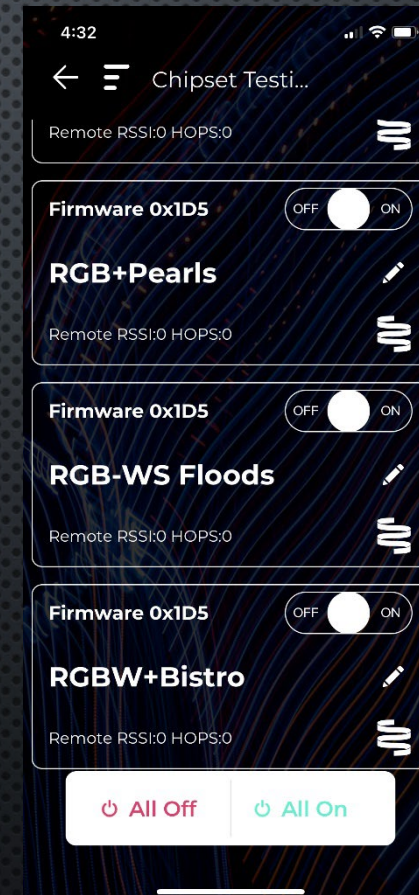 4:32
Chipset Testi...
Remote RSSI:0 HOPS:0
Firmware 0x1D5
OFF ON
RGB+Pearls
Remote RSSI:0 HOPS:0
Firmware 0x1D5
OFF ON
RGB-WS Floods
Remote RSSI:0 HOPS:0
Firmware 0x1D5
OFF ON
RGBW+Bistro
Remote RSSI:0 HOPS:0
All Off All On